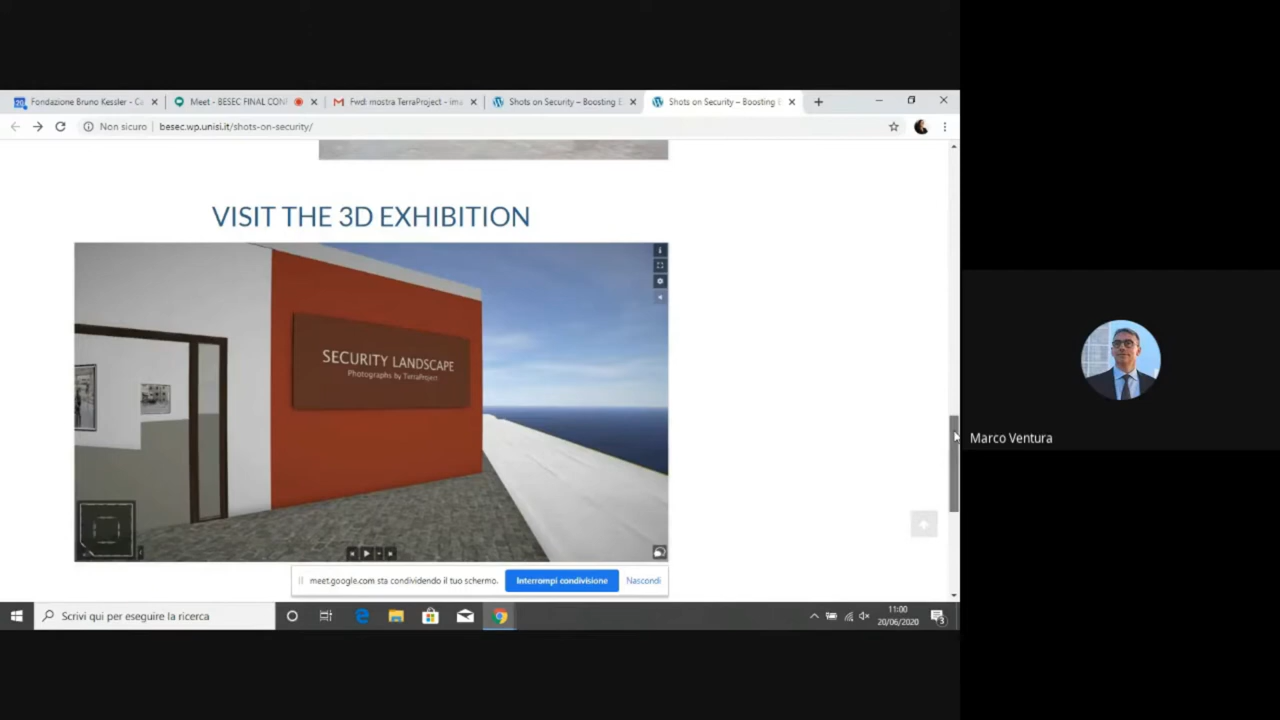 Fondazione Bruno Kessler - Ca
Meet - BESEC FINAL CON
Fwd: mostra TerraProject - ima
Shots on Security – Boosting E
Shots on Security – Boosting E
Non sicuro
besec.wp.unisi.it/shots-on-security/
VISIT THE 3D EXHIBITION
SECURITY LANDSCAPE
Photographs by TerraProject
Marco Ventura
meet.google.com sta condividendo il tuo schermo.
Interrompi condivisione
Nascondi
Scrivi qui per eseguire la ricerca
11:00
20/06/2020
3